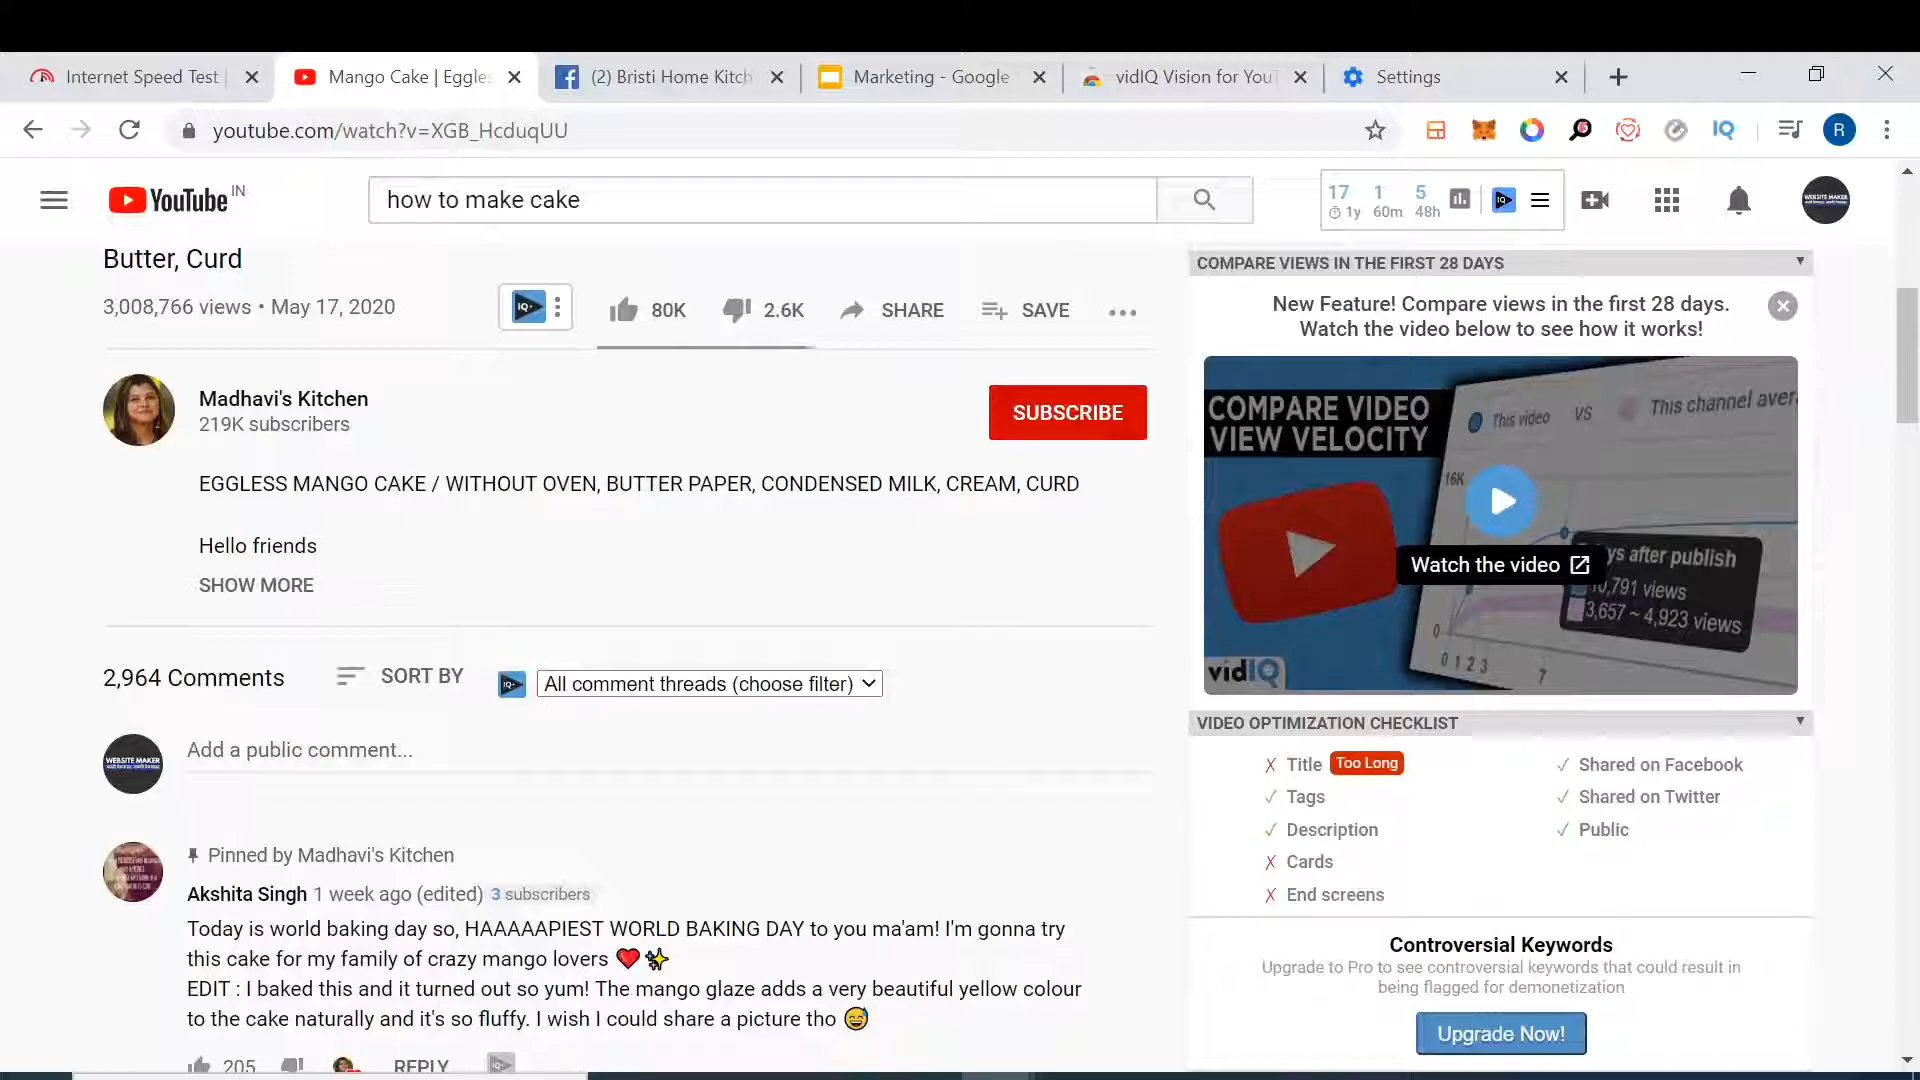 Internet Speed Test
Mango Cake | Eggles
(2) Bristi Home Kitch
Marketing - Google
vidIQ Vision for YouT
Settings
youtube.com/watch?v=XGB_HcduqUU
IQ
R
YouTube IN
how to make cake
17 1 5
1y 60m 48h
IQ
WEBSITE MAKER
Butter, Curd
3,008,766 views • May 17, 2020
IQ+
80K
2.6K
SHARE
SAVE
Madhavi's Kitchen
219K subscribers
SUBSCRIBE
EGGLESS MANGO CAKE / WITHOUT OVEN, BUTTER PAPER, CONDENSED MILK, CREAM, CURD
Hello friends
SHOW MORE
2,964 Comments
SORT BY
IQ+
All comment threads (choose filter)
WEBSITE MAKER
Add a public comment...
Pinned by Madhavi's Kitchen
Akshita Singh 1 week ago (edited) 3 subscribers
Today is world baking day so, HAAAAAPIEST WORLD BAKING DAY to you ma'am! I'm gonna try
this cake for my family of crazy mango lovers ❤️✨
EDIT : I baked this and it turned out so yum! The mango glaze adds a very beautiful yellow colour
to the cake naturally and it's so fluffy. I wish I could share a picture tho 😅
205
REPLY
COMPARE VIEWS IN THE FIRST 28 DAYS
New Feature! Compare views in the first 28 days.
Watch the video below to see how it works!
COMPARE VIDEO
VIEW VELOCITY
This video VS This channel aver
16K
Watch the video
ys after publish
10,791 views
3,657 ~ 4,923 views
0
0 1 2 3 7
vidIQ
VIDEO OPTIMIZATION CHECKLIST
✗ Title Too Long
✓ Tags
✓ Description
✗ Cards
✗ End screens
✓ Shared on Facebook
✓ Shared on Twitter
✓ Public
Controversial Keywords
Upgrade to Pro to see controversial keywords that could result in
being flagged for demonetization
Upgrade Now!